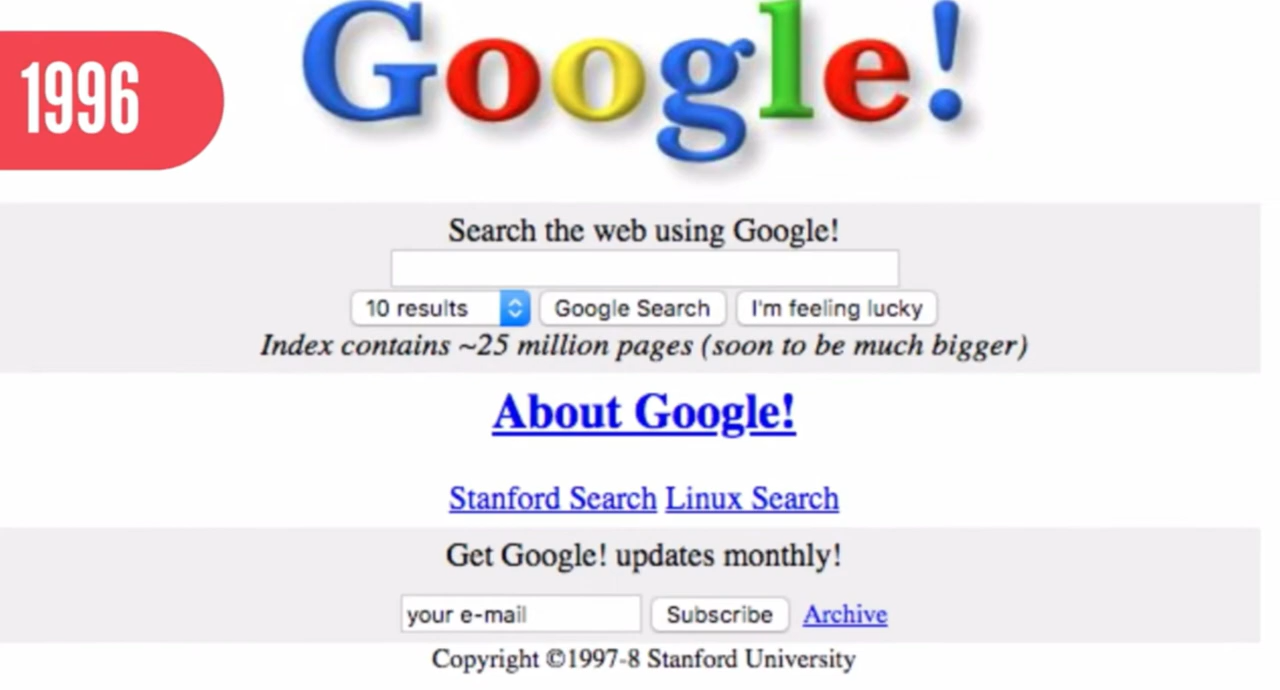 1996
Google!
Search the web using Google!
10 results Google Search I'm feeling lucky
Index contains ~25 million pages (soon to be much bigger)
About Google!
Stanford Search Linux Search
Get Google! updates monthly!
your e-mail Subscribe Archive
Copyright ©1997-8 Stanford University